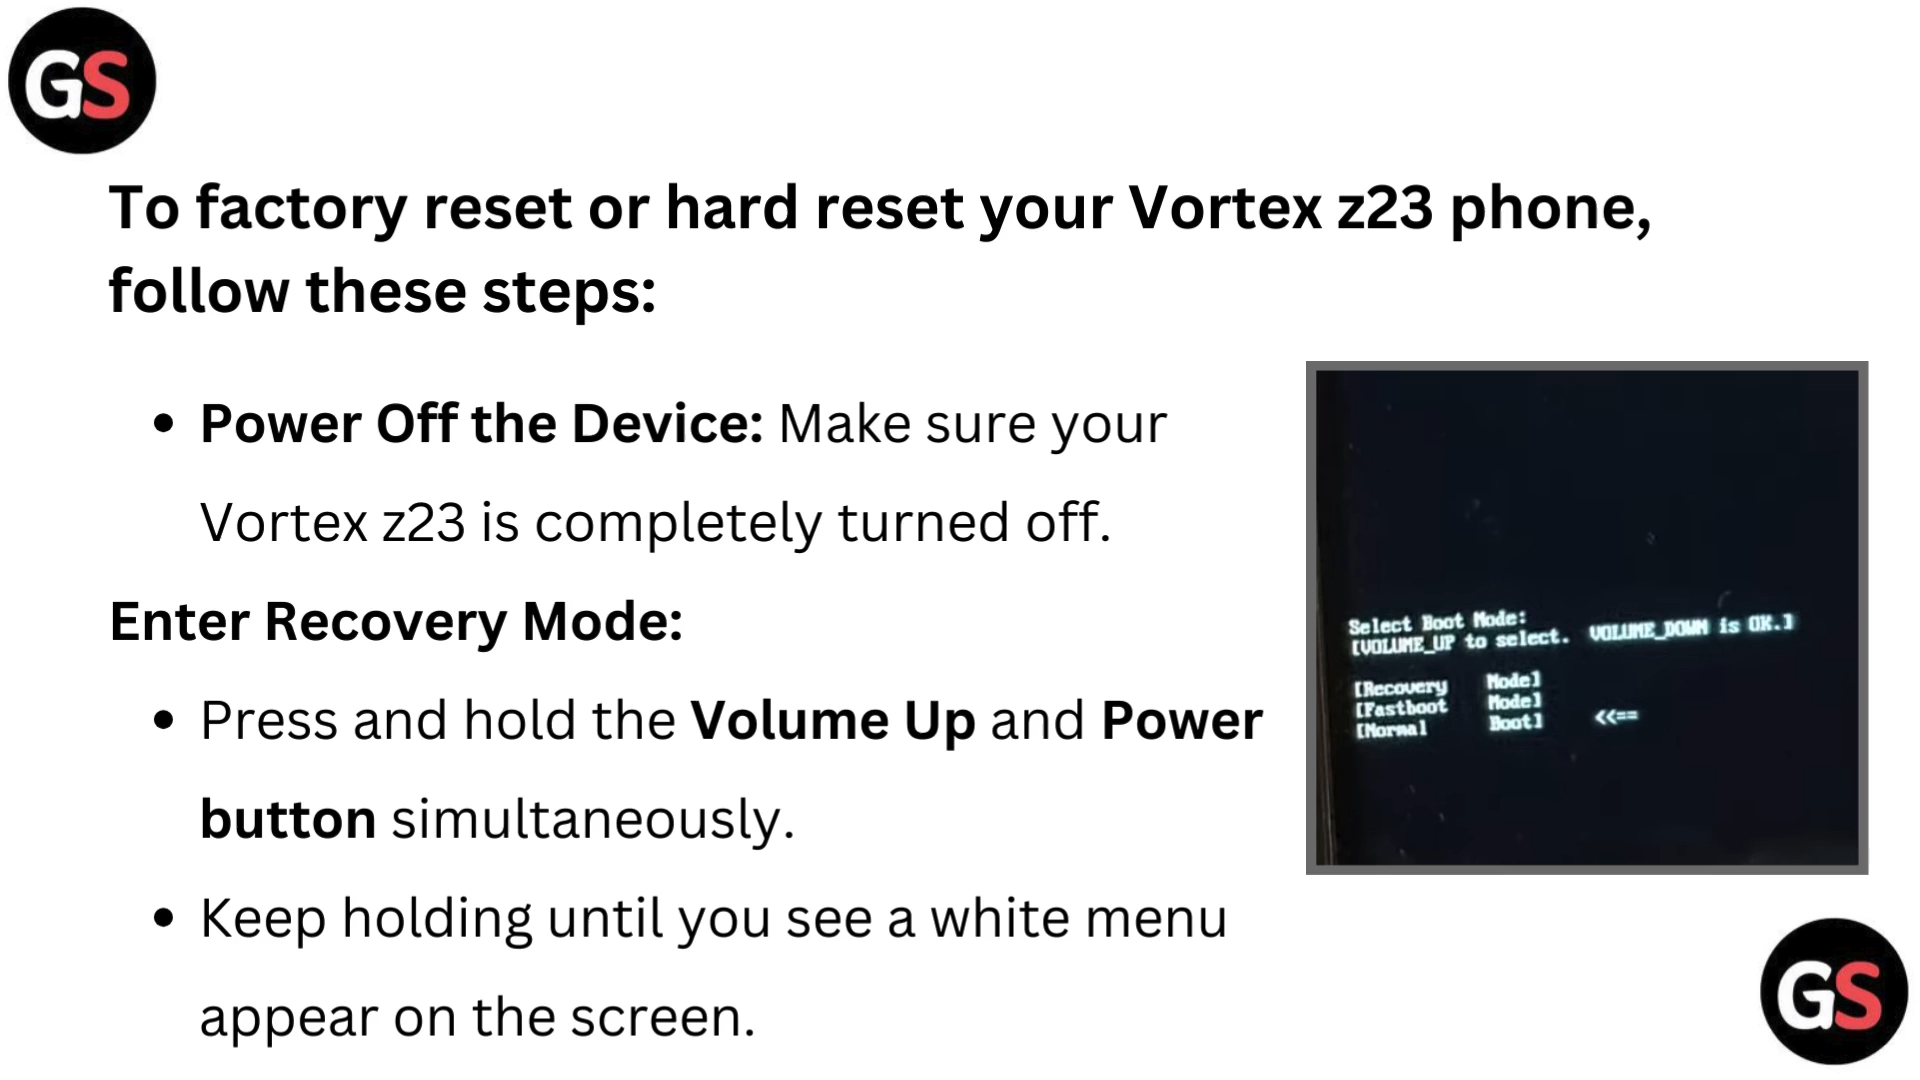 GS
To factory reset or hard reset your Vortex z23 phone,
follow these steps:
• Power Off the Device: Make sure your
Vortex z23 is completely turned off.
Enter Recovery Mode:
• Press and hold the Volume Up and Power
button simultaneously.
• Keep holding until you see a white menu
appear on the screen.
Select Boot Mode:
[VOLUME_UP to select. VOLUME_DOWN is OK.]
[Recovery Mode]
[Fastboot Mode]
[Normal Boot] <<==
GS